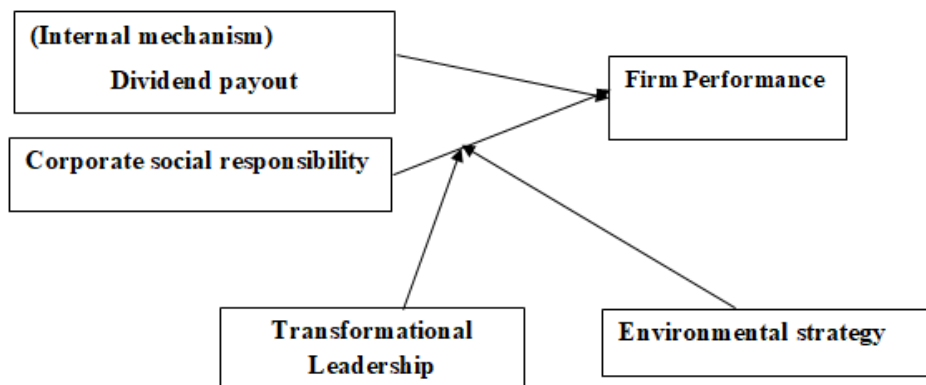 (Internal mechanism)
Dividend payout
Firm Performance
Corporate social responsibility
Transformational
Leadership
Environmental strategy